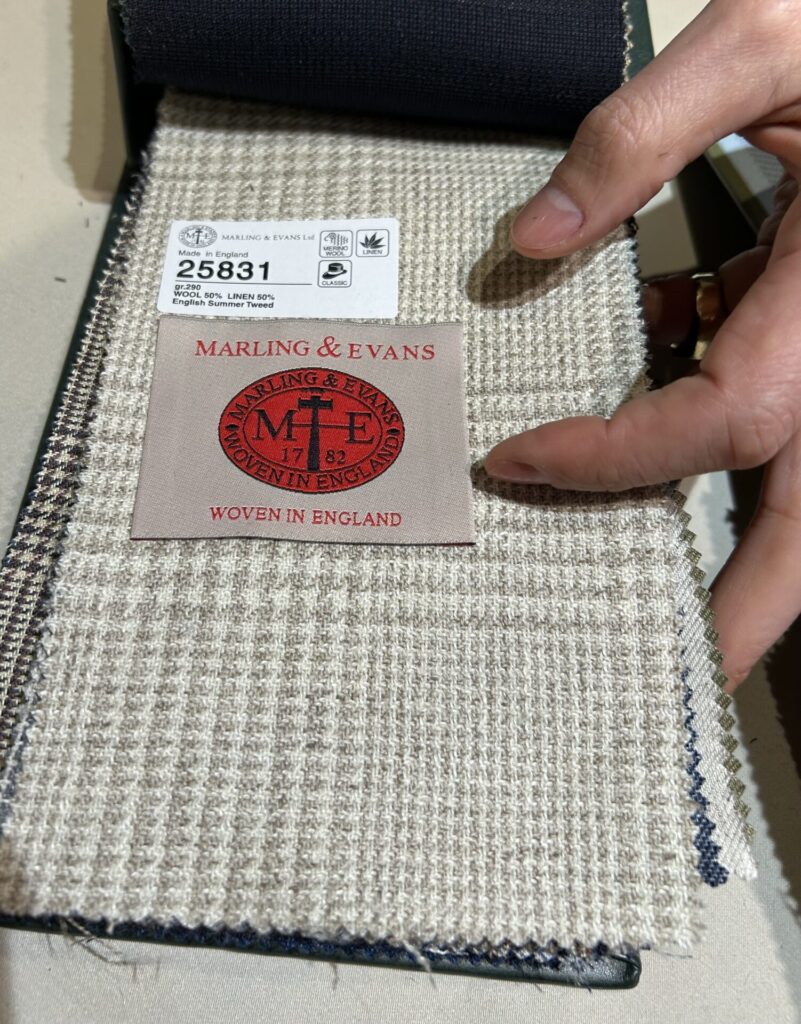 MARLING & EVANS Ltd
Made in England
25831
gr.290
WOOL 50% LINEN 50%
English Summer Tweed
MERINO
WOOL
LINEN
CLASSIC
MARLING & EVANS
MARLING & EVANS
M E
17 82
WOVEN IN ENGLAND
WOVEN IN ENGLAND